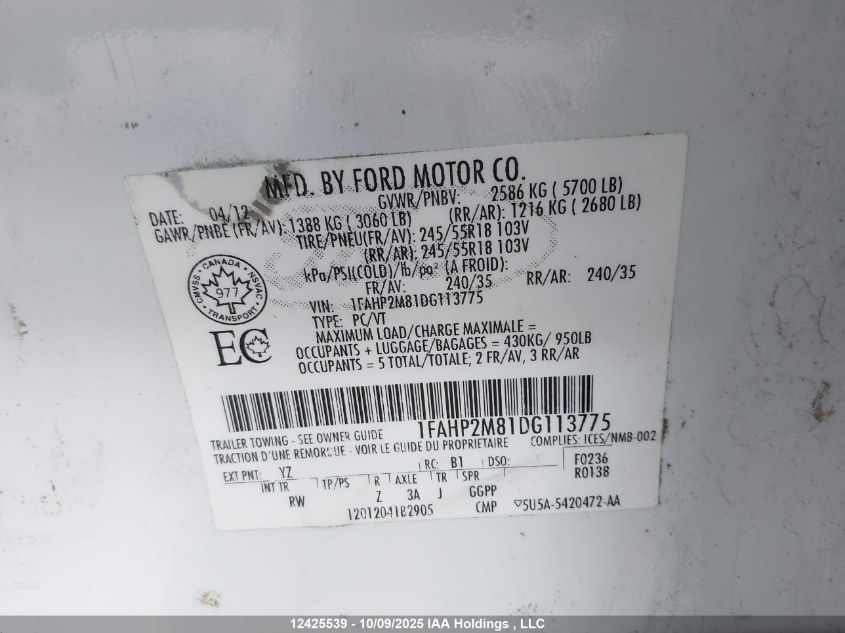 MFD. BY FORD MOTOR CO.
DATE: 04/12 GVWR/PNBV: 2586 KG ( 5700 LB)
GAWR/PNBE (FR/AV): 1388 KG ( 3060 LB) (RR/AR): 1216 KG ( 2680 LB)
TIRE/PNEU(FR/AV): 245/55R18 103V
(RR/AR): 245/55R18 103V
kPa/PSI(COLD)/lb/po² (A FROID):
FR/AV: 240/35 RR/AR: 240/35
VIN: 1FAHP2M81DG113775
TYPE: PC/VT
MAXIMUM LOAD/CHARGE MAXIMALE =
OCCUPANTS + LUGGAGE/BAGAGES = 430KG/ 950LB
OCCUPANTS = 5 TOTAL/TOTALE; 2 FR/AV, 3 RR/AR
CANADA
CMVSS 977 NSVAC
TRANSPORT
EC
1FAHP2M81DG113775
TRAILER TOWING - SEE OWNER GUIDE COMPLIES: ICES/NMB-002
TRACTION D'UNE REMORQUE - VOIR LE GUIDE DU PROPRIETAIRE
EXT PNT: YZ RC: B1 DSO: F0236
INT TR TP/PS R AXLE TR SPR R0138
RW Z 3A J GGPP
1201204182905 CMP ▽5U5A-5420472-AA
12425539 - 10/09/2025 IAA Holdings , LLC